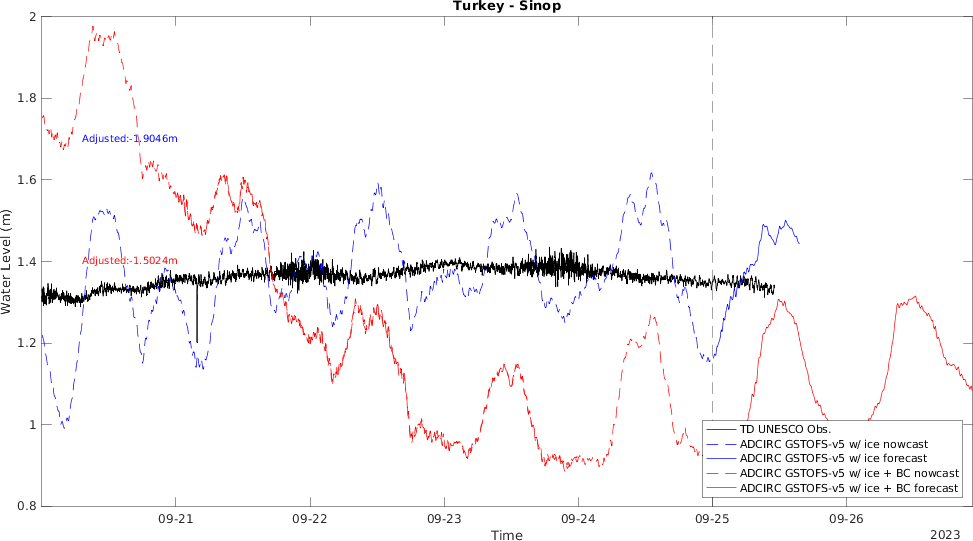 Turkey - Sinop
2
1.8
1.6
1.4
1.2
1
0.8
Water Level (m)
Adjusted:-1.9046m
Adjusted:-1.5024m
TD UNESCO Obs.
ADCIRC GSTOFS-v5 w/ ice nowcast
ADCIRC GSTOFS-v5 w/ ice forecast
ADCIRC GSTOFS-v5 w/ ice + BC nowcast
ADCIRC GSTOFS-v5 w/ ice + BC forecast
09-21 09-22 09-23 09-24 09-25 09-26
Time
2023